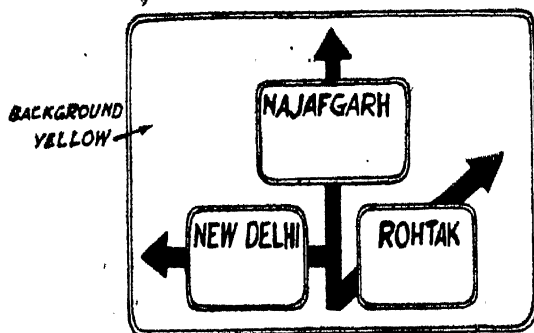 NAJAFGARH
BACKGROUND
YELLOW
NEW DELHI
ROHTAK